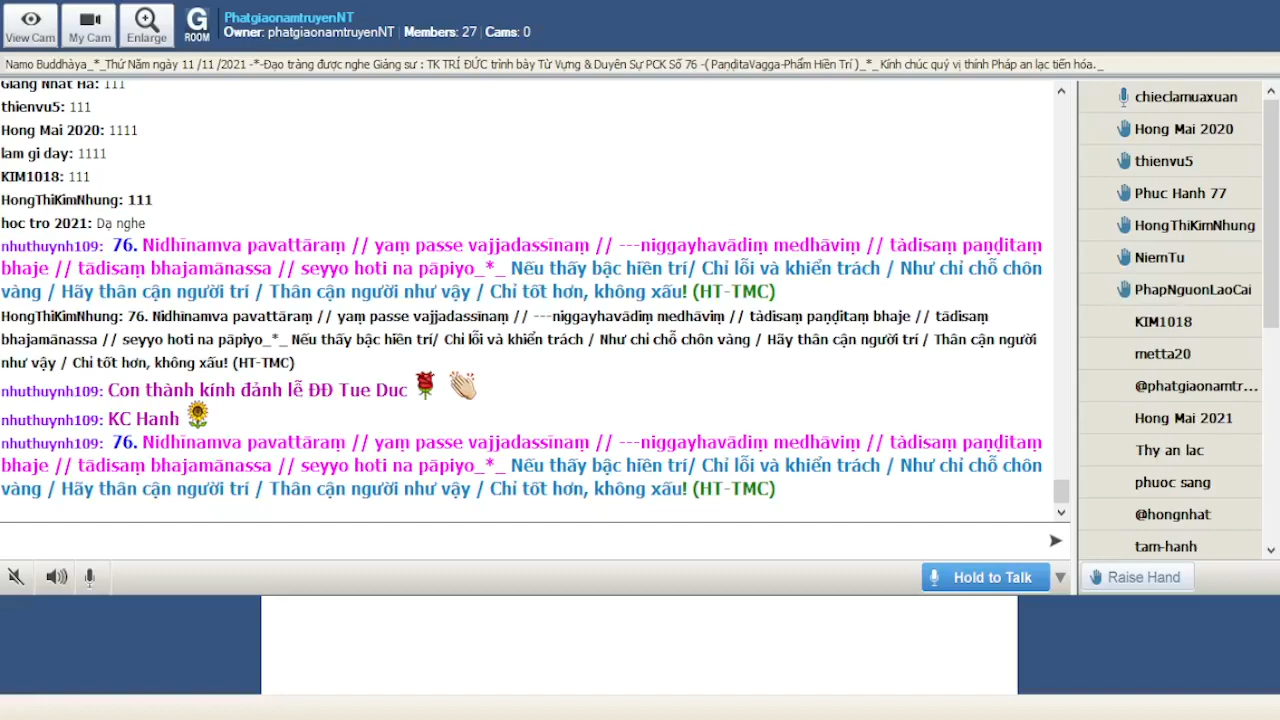 View Cam
My Cam
Enlarge
G
ROOM
PhatgiaonamtruyenNT
Owner: phatgiaonamtruyenNT | Members: 27 | Cams: 0
Namo Buddhàya_*_Thứ Năm ngày 11 /11 /2021 -*-Đạo tràng được nghe Giảng sư : TK TRÍ ĐỨC trình bày Từ Vựng & Duyên Sự PCK Số 76 -( PaṇḍitaVagga-Phẩm Hiền Trí )_*_ Kính chúc quý vị thính Pháp an lạc tiến hóa._
Giang Nhat Ha: 111
thienvu5: 111
Hong Mai 2020: 1111
lam gi day: 1111
KIM1018: 111
HongThiKimNhung: 111
hoc tro 2021: Dạ nghe
nhuthuynh109: 76. Nidhīnaṃva pavattāraṃ // yaṃ passe vajjadassīnaṃ // ---niggayhavādiṃ medhāviṃ // tàdisaṃ paṇḍitaṃ
bhaje // tādisaṃ bhajamānassa // seyyo hoti na pāpiyo_*_ Nếu thấy bậc hiền trí/ Chỉ lỗi và khiển trách / Như chỉ chỗ chôn
vàng / Hãy thân cận người trí / Thân cận người như vậy / Chỉ tốt hơn, không xấu! (HT-TMC)
HongThiKimNhung: 76. Nidhīnaṃva pavattāraṃ // yaṃ passe vajjadassīnaṃ // ---niggayhavādiṃ medhāviṃ // tàdisaṃ paṇḍitaṃ bhaje // tādisaṃ
bhajamānassa // seyyo hoti na pāpiyo_*_ Nếu thấy bậc hiền trí/ Chỉ lỗi và khiển trách / Như chỉ chỗ chôn vàng / Hãy thân cận người trí / Thân cận người
như vậy / Chỉ tốt hơn, không xấu! (HT-TMC)
nhuthuynh109: Con thành kính đảnh lễ ĐĐ Tue Duc
nhuthuynh109: KC Hanh
nhuthuynh109: 76. Nidhīnaṃva pavattāraṃ // yaṃ passe vajjadassīnaṃ // ---niggayhavādiṃ medhāviṃ // tàdisaṃ paṇḍitaṃ
bhaje // tādisaṃ bhajamānassa // seyyo hoti na pāpiyo_*_ Nếu thấy bậc hiền trí/ Chỉ lỗi và khiển trách / Như chỉ chỗ chôn
vàng / Hãy thân cận người trí / Thân cận người như vậy / Chỉ tốt hơn, không xấu! (HT-TMC)
Hold to Talk
chieclamuaxuan
Hong Mai 2020
thienvu5
Phuc Hanh 77
HongThiKimNhung
NiemTu
PhapNguonLaoCai
KIM1018
metta20
@phatgiaonamtr...
Hong Mai 2021
Thy an lac
phuoc sang
@hongnhat
tam-hanh
Raise Hand